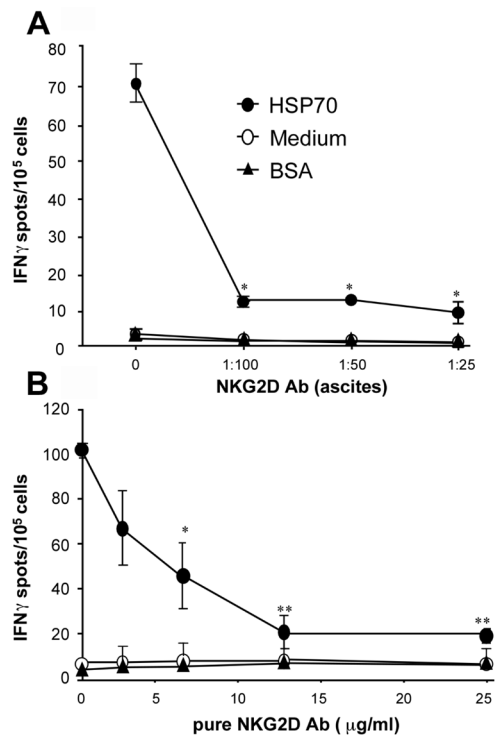 A
80
70
60
50
40
30
20
10
0
IFNγ spots/10⁵ cells
HSP70
Medium
BSA
* * *
0 1:100 1:50 1:25
NKG2D Ab (ascites)
B
120
100
80
60
40
20
0
IFNγ spots/10⁵ cells
* ** **
0 5 10 15 20 25
pure NKG2D Ab ( μg/ml)